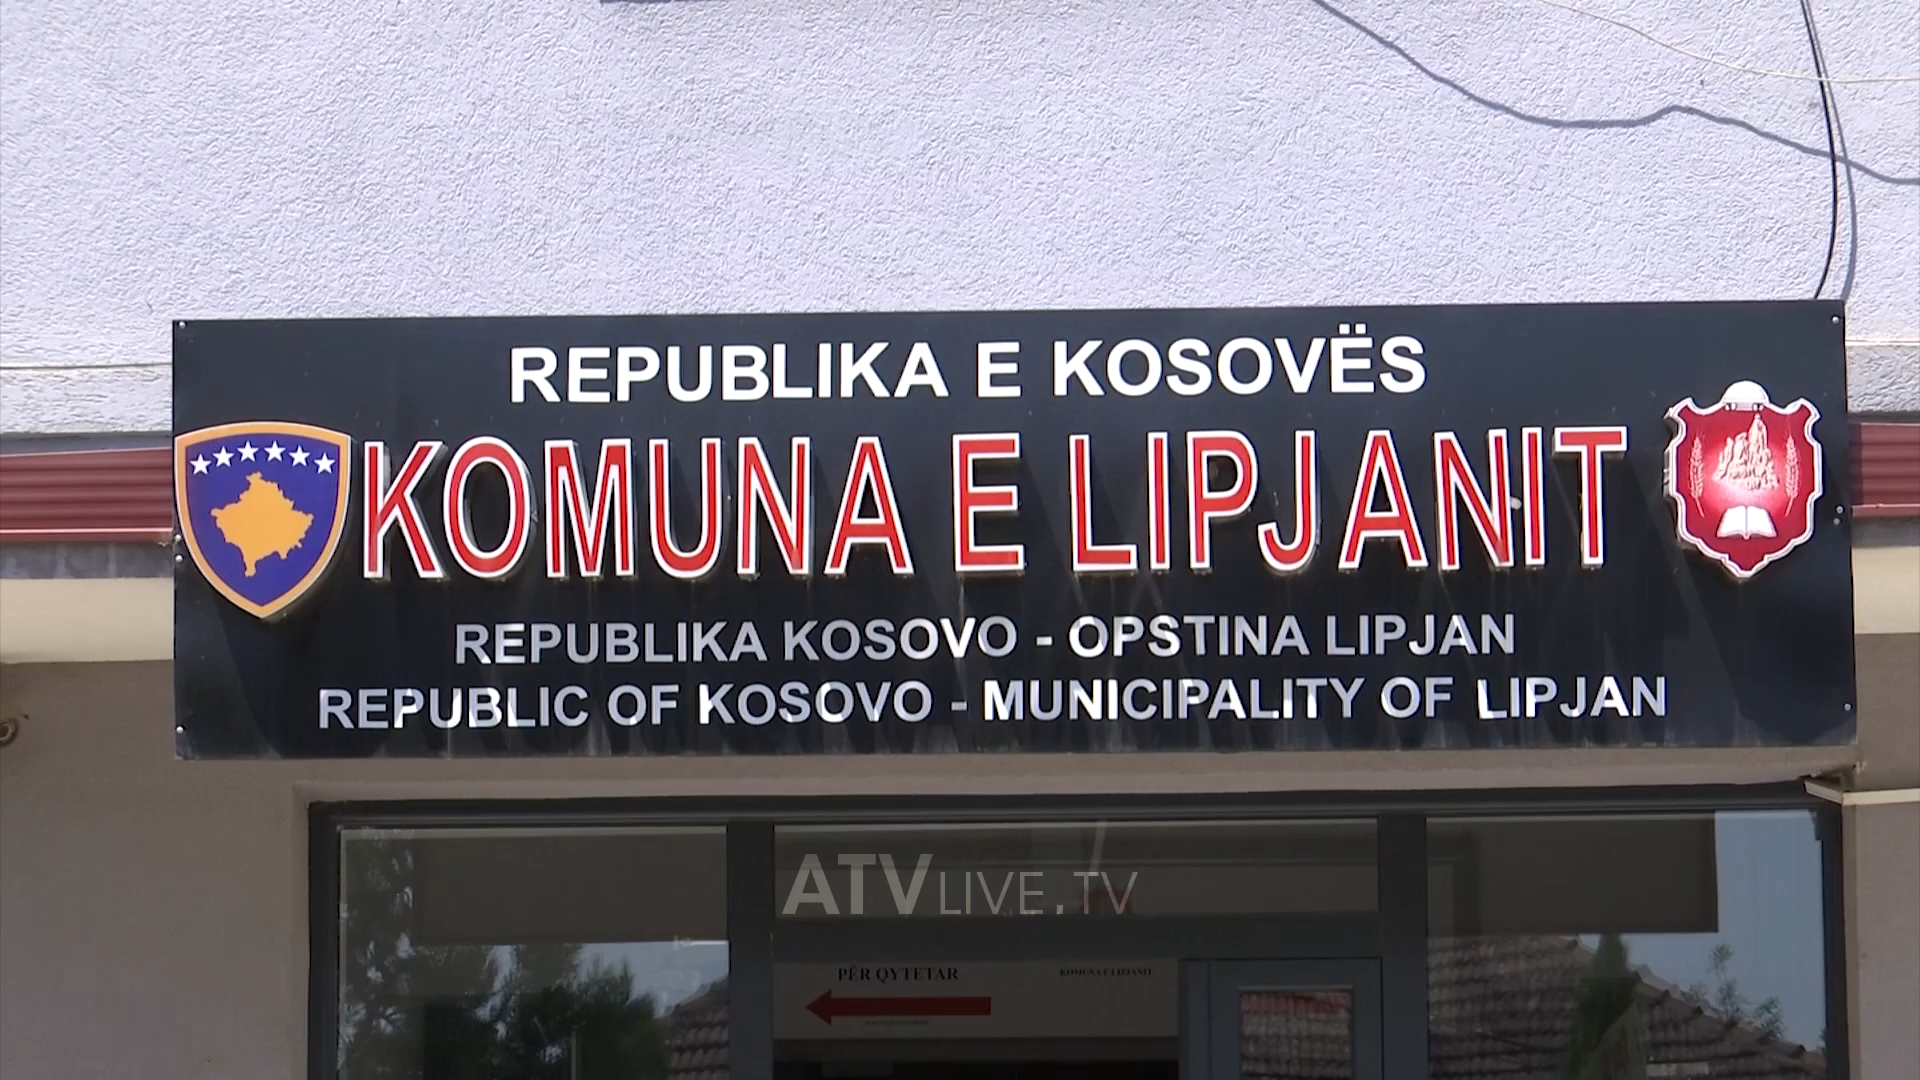 REPUBLIKA E KOSOVËS
KOMUNA E LIPJANIT
REPUBLIKA KOSOVO - OPSTINA LIPJAN
REPUBLIC OF KOSOVO - MUNICIPALITY OF LIPJAN
ATVLIVE.TV
PËR QYTETAR
KOMUNA E LIPJANIT